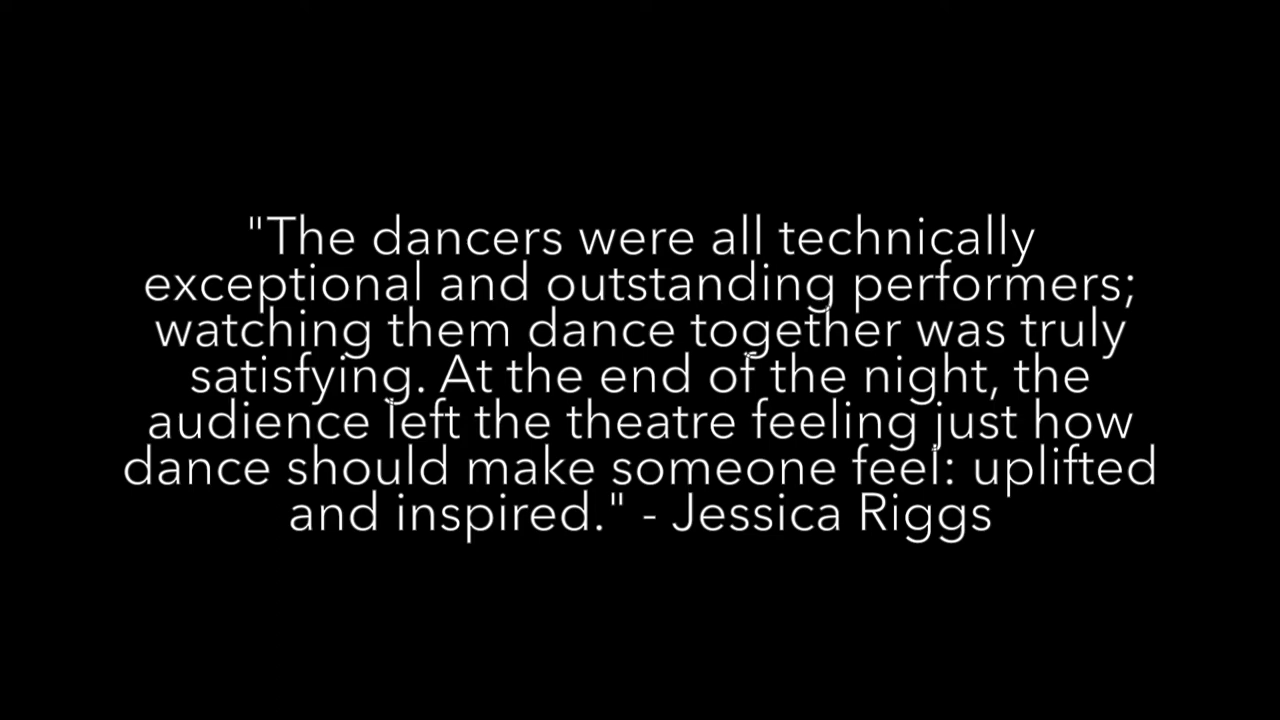 "The dancers were all technically
exceptional and outstanding performers;
watching them dance together was truly
satisfying. At the end of the night, the
audience left the theatre feeling just how
dance should make someone feel: uplifted
and inspired." - Jessica Riggs